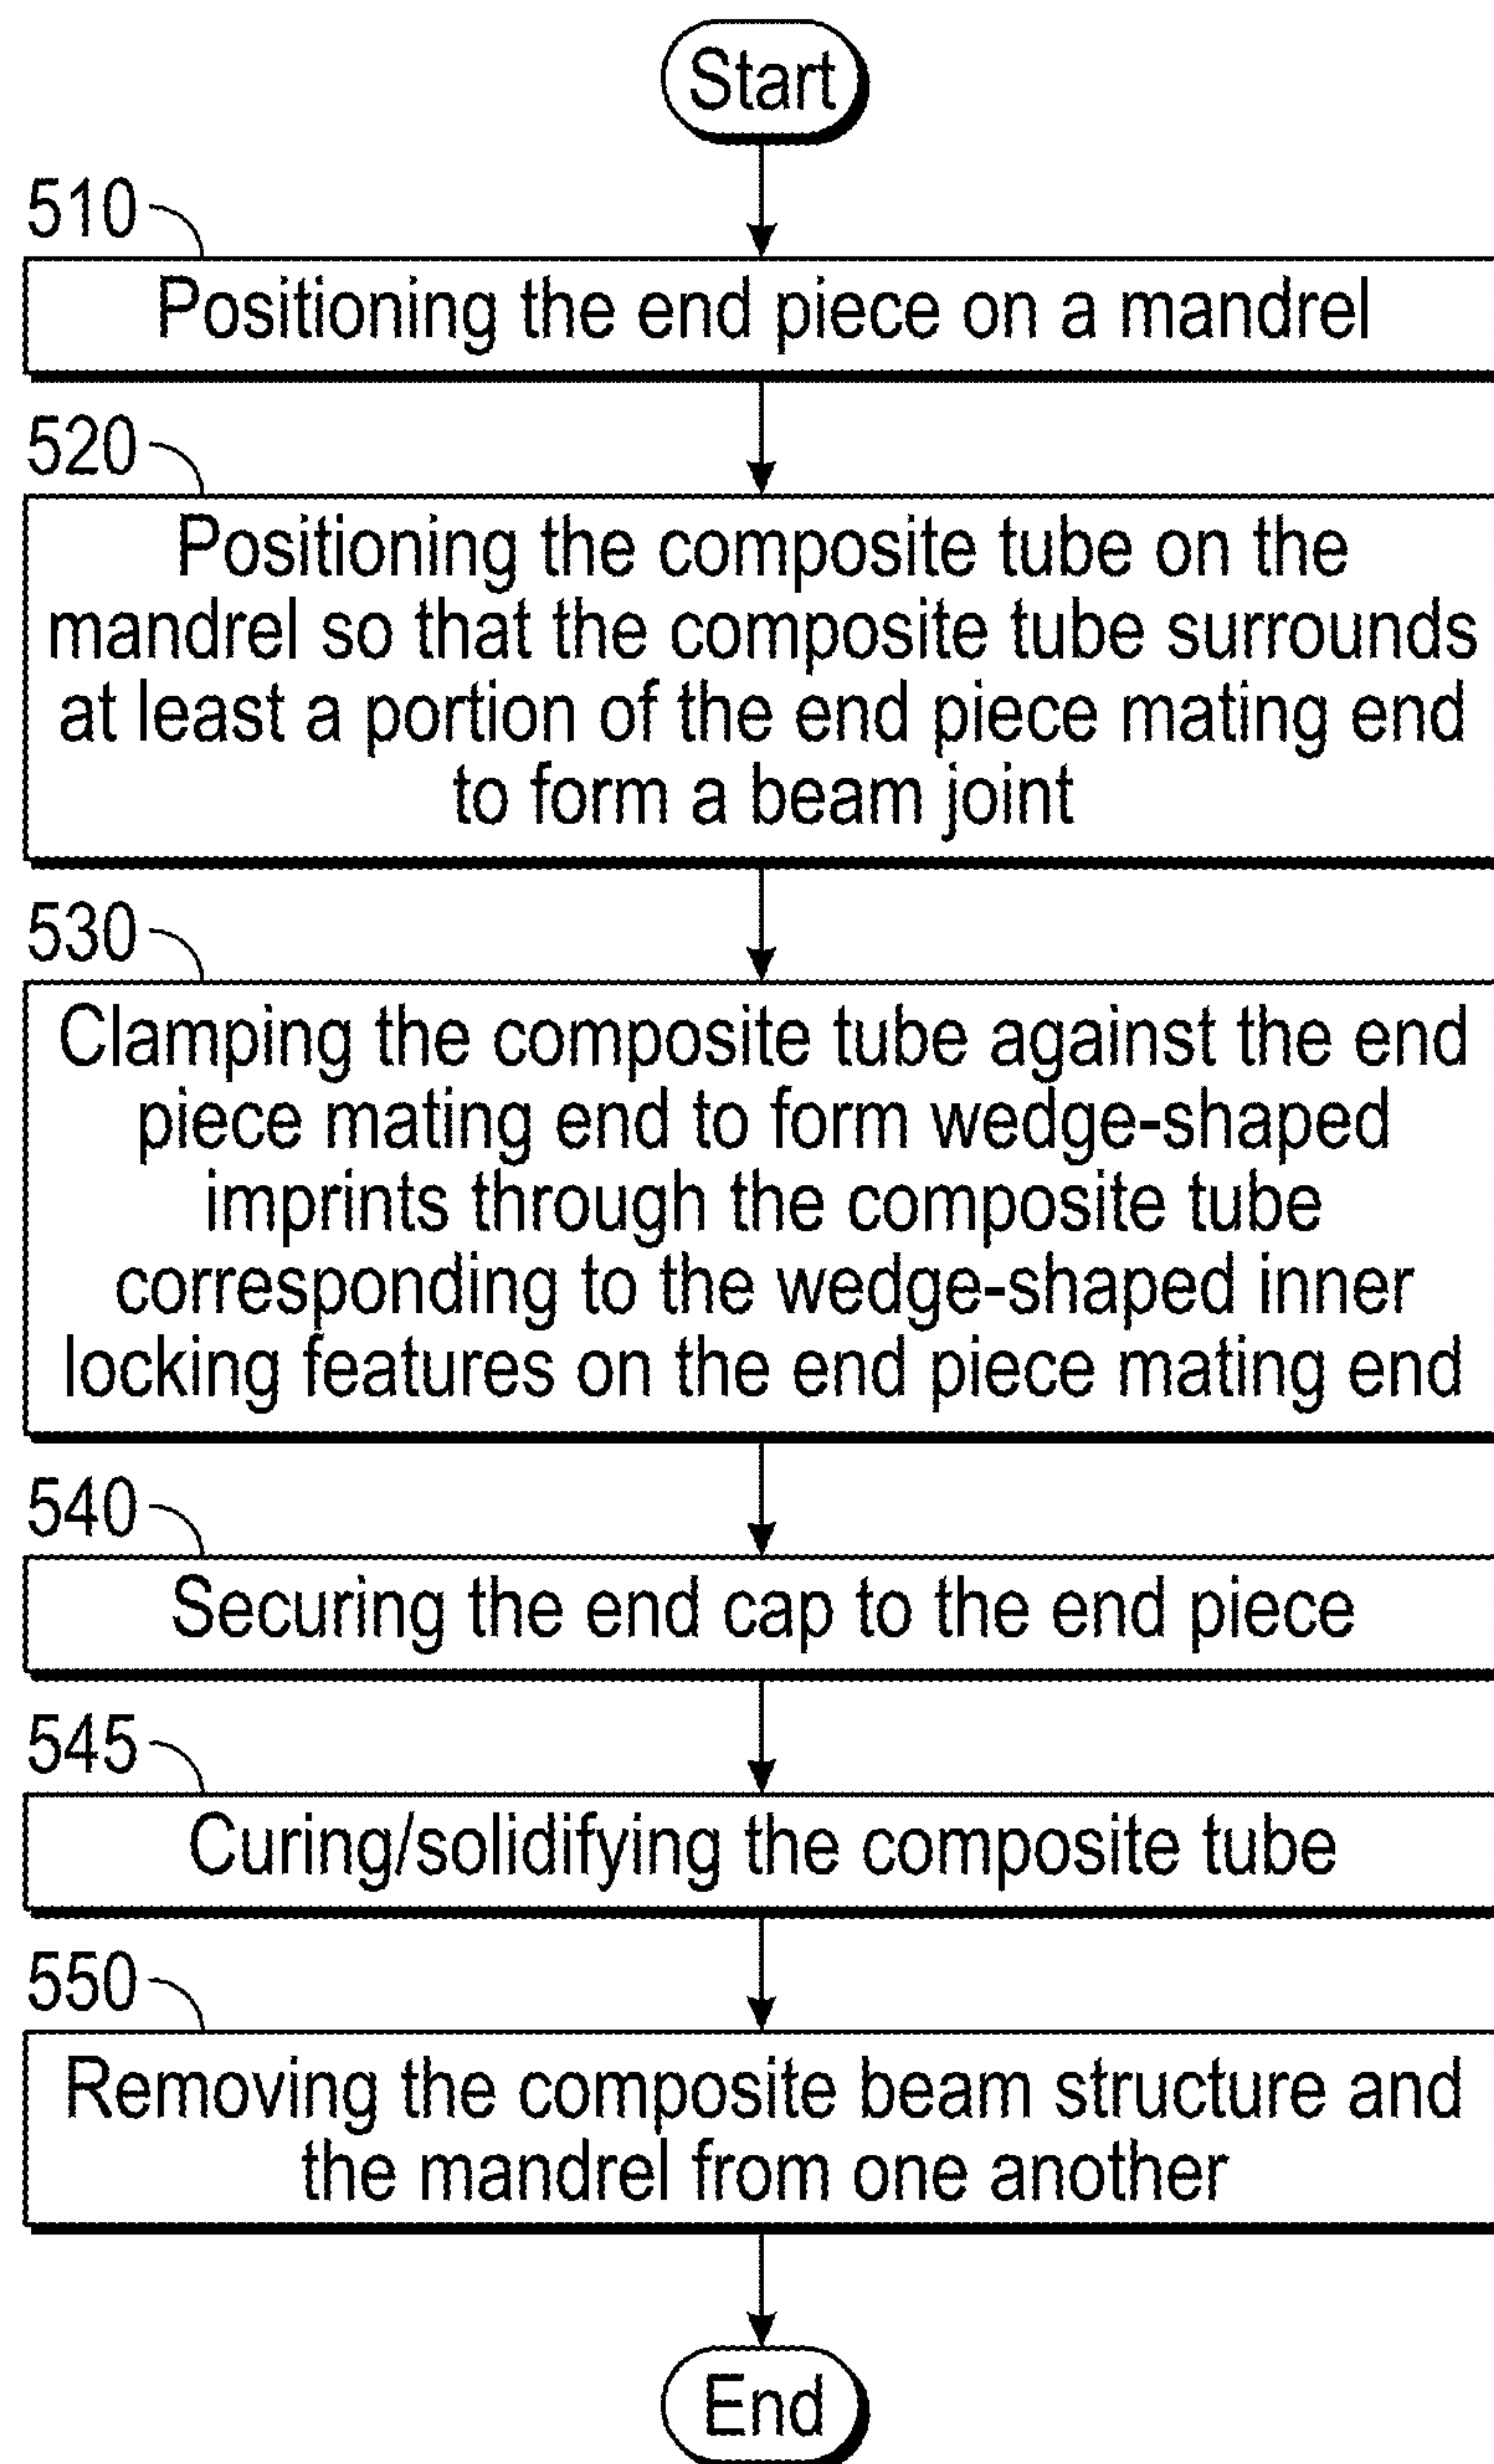 Start
510
Positioning the end piece on a mandrel
520
Positioning the composite tube on the
mandrel so that the composite tube surrounds
at least a portion of the end piece mating end
to form a beam joint
530
Clamping the composite tube against the end
piece mating end to form wedge-shaped
imprints through the composite tube
corresponding to the wedge-shaped inner
locking features on the end piece mating end
540
Securing the end cap to the end piece
545
Curing/solidifying the composite tube
550
Removing the composite beam structure and
the mandrel from one another
End